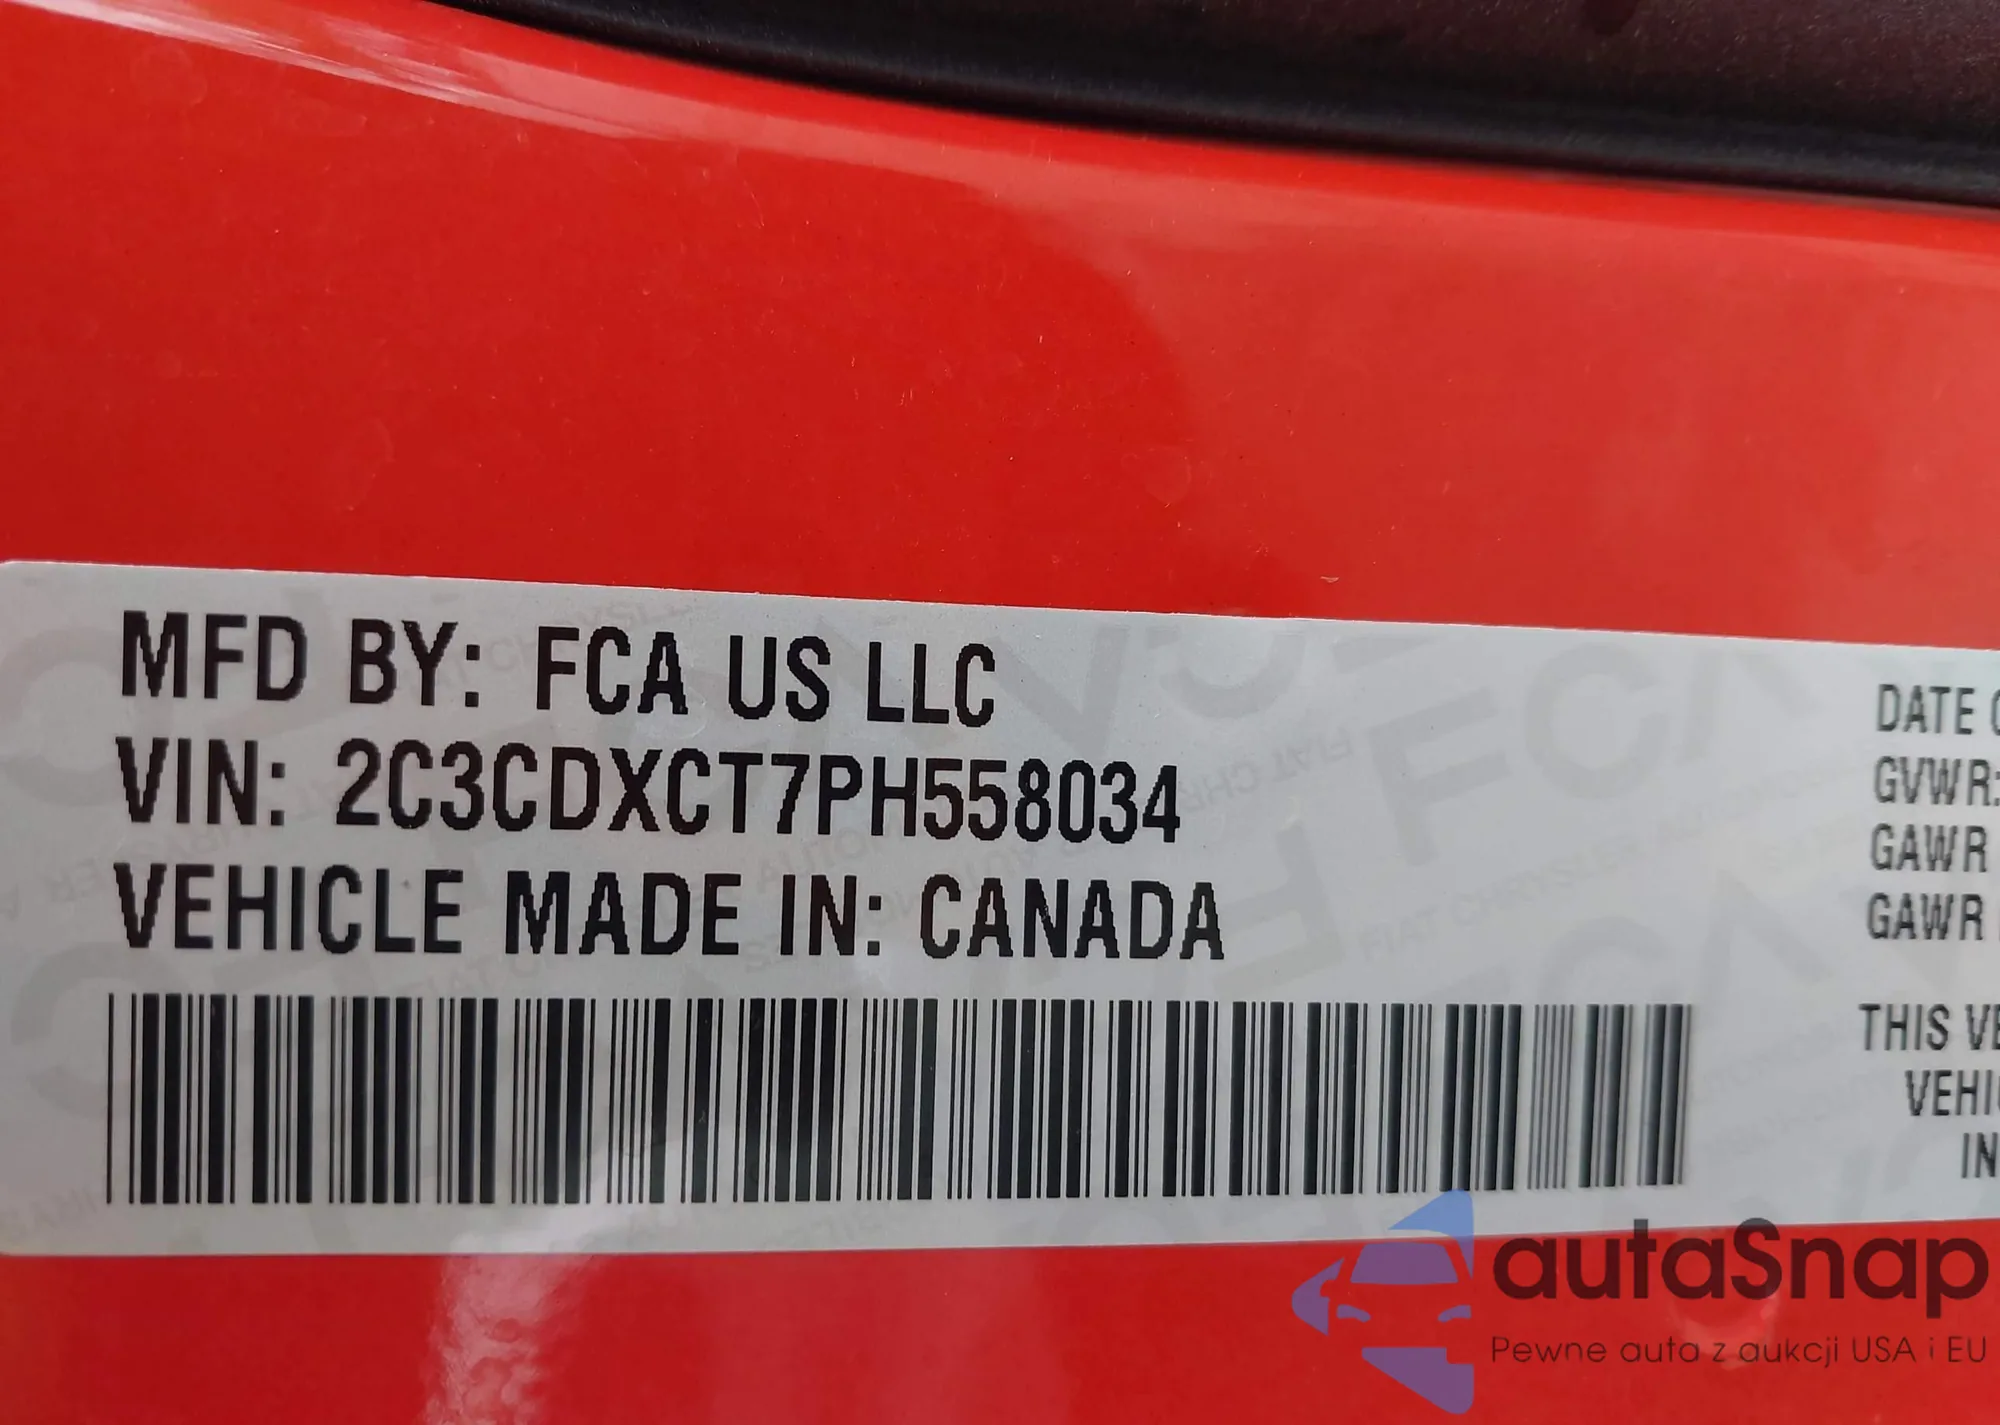 MFD BY: FCA US LLC
VIN: 2C3CDXCT7PH558034
VEHICLE MADE IN: CANADA
DATE
GVWR:
GAWR
GAWR
THIS
IN
autaSnap
Pewne auta z aukcji USA i EU